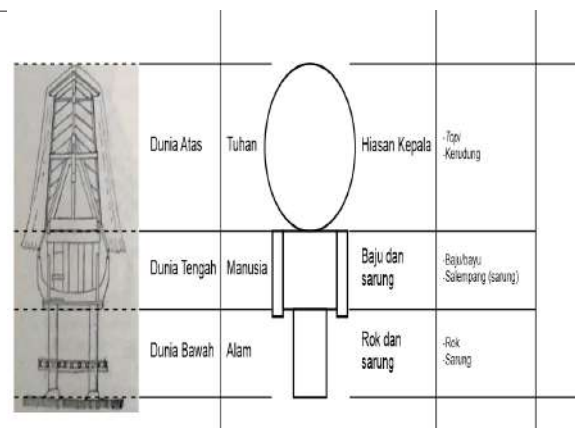 Dunia Atas
Tuhan
Hiasan Kepala
-Topi
-Kerudung
Dunia Tengah
Manusia
Baju dan
sarung
-Baju/bayu
-Salempang (sarung)
Dunia Bawah
Alam
Rok dan
sarung
-Rok
-Sarung